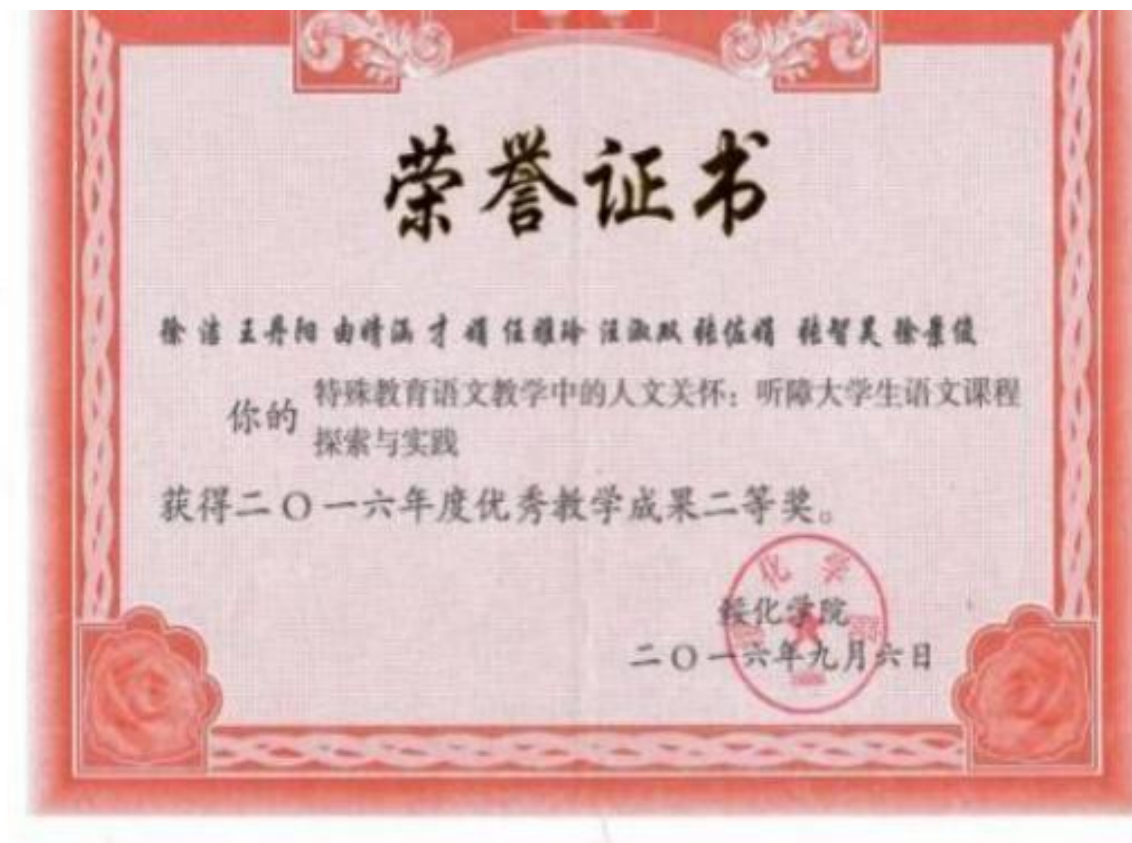 荣誉证书
徐洁 王丹阳 由婧涵 才娟 任雅玲 汪淑双 张佐娟 张智昊 徐景俊
你的 特殊教育语文教学中的人文关怀：听障大学生语文课程
探索与实践
获得二〇一六年度优秀教学成果二等奖。
绥化学院
二〇一六年九月六日